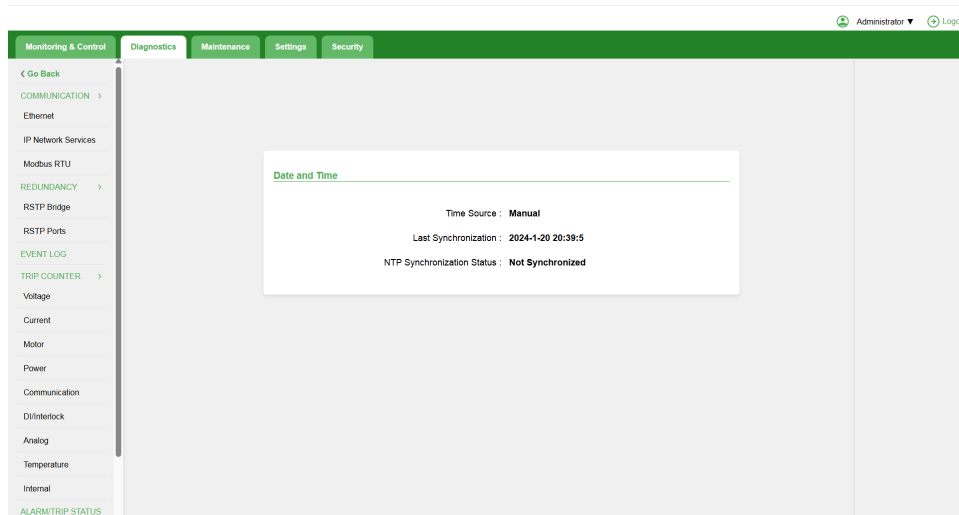 Administrator ▼ Logo
Monitoring & Control Diagnostics Maintenance Settings Security
Go Back
COMMUNICATION
Ethernet
IP Network Services
Modbus RTU
REDUNDANCY
RSTP Bridge
RSTP Ports
EVENT LOG
TRIP COUNTER
Voltage
Current
Motor
Power
Communication
DI/Interlock
Analog
Temperature
Internal
ALARM/TRIP STATUS
Date and Time
Time Source : Manual
Last Synchronization : 2024-1-20 20:39:5
NTP Synchronization Status : Not Synchronized